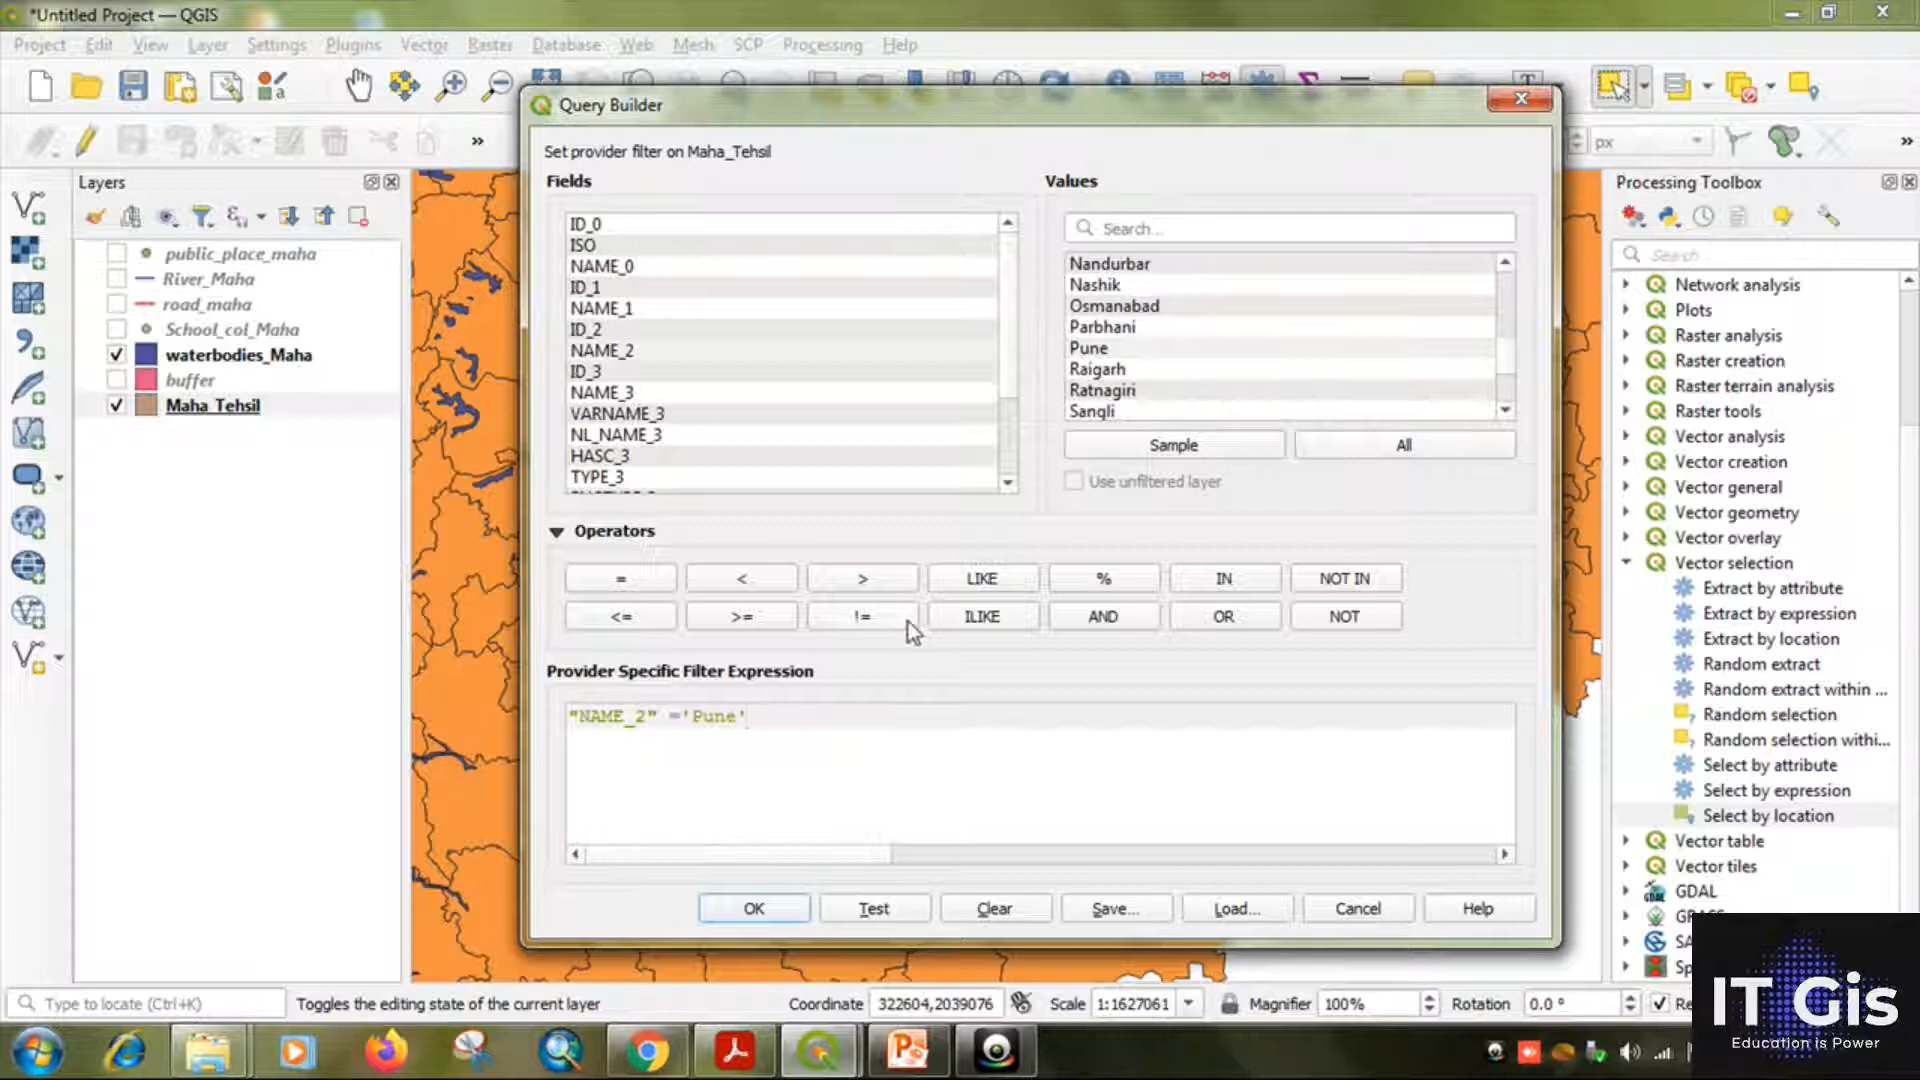 *Untitled Project — QGIS
Project Edit View Layer Settings Plugins Vector Raster Database Web Mesh SCP Processing Help
Query Builder
px
Set provider filter on Maha_Tehsil
Layers
Fields
Values
Processing Toolbox
Search...
Search
public_place_maha
River_Maha
road_maha
School_col_Maha
waterbodies_Maha
buffer
Maha_Tehsil
ID_0
ISO
NAME_0
ID_1
NAME_1
ID_2
NAME_2
ID_3
NAME_3
VARNAME_3
NL_NAME_3
HASC_3
TYPE_3
Nandurbar
Nashik
Osmanabad
Parbhani
Pune
Raigarh
Ratnagiri
Sangli
Sample All
Use unfiltered layer
Operators
= < > LIKE % IN NOT IN
<= >= != ILIKE AND OR NOT
Provider Specific Filter Expression
"NAME_2" ='Pune'
OK Test Clear Save... Load... Cancel Help
Network analysis
Plots
Raster analysis
Raster creation
Raster terrain analysis
Raster tools
Vector analysis
Vector creation
Vector general
Vector geometry
Vector overlay
Vector selection
Extract by attribute
Extract by expression
Extract by location
Random extract
Random extract within ...
Random selection
Random selection withi...
Select by attribute
Select by expression
Select by location
Vector table
Vector tiles
GDAL
Type to locate (Ctrl+K) Toggles the editing state of the current layer Coordinate 322604,2039076 Scale 1:1627061 Magnifier 100% Rotation 0.0 °
IT Gis
Education is Power